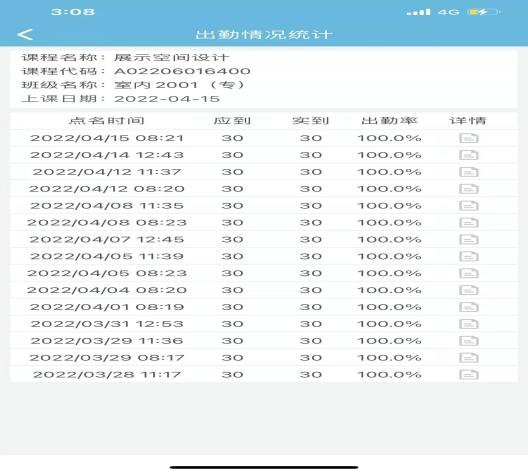 3:08 4G
出勤情况统计
课程名称：展示空间设计
课程代码：A02206016400
班级名称：室内2001（专）
上课日期：2022-04-15
点名时间 应到 实到 出勤率 详情
2022/04/15 08:21 30 30 100.0%
2022/04/14 12:43 30 30 100.0%
2022/04/12 11:37 30 30 100.0%
2022/04/12 08:20 30 30 100.0%
2022/04/08 11:35 30 30 100.0%
2022/04/08 08:23 30 30 100.0%
2022/04/07 12:45 30 30 100.0%
2022/04/05 11:39 30 30 100.0%
2022/04/05 08:23 30 30 100.0%
2022/04/04 08:20 30 30 100.0%
2022/04/01 08:19 30 30 100.0%
2022/03/31 12:53 30 30 100.0%
2022/03/29 11:36 30 30 100.0%
2022/03/29 08:17 30 30 100.0%
2022/03/28 11:17 30 30 100.0%